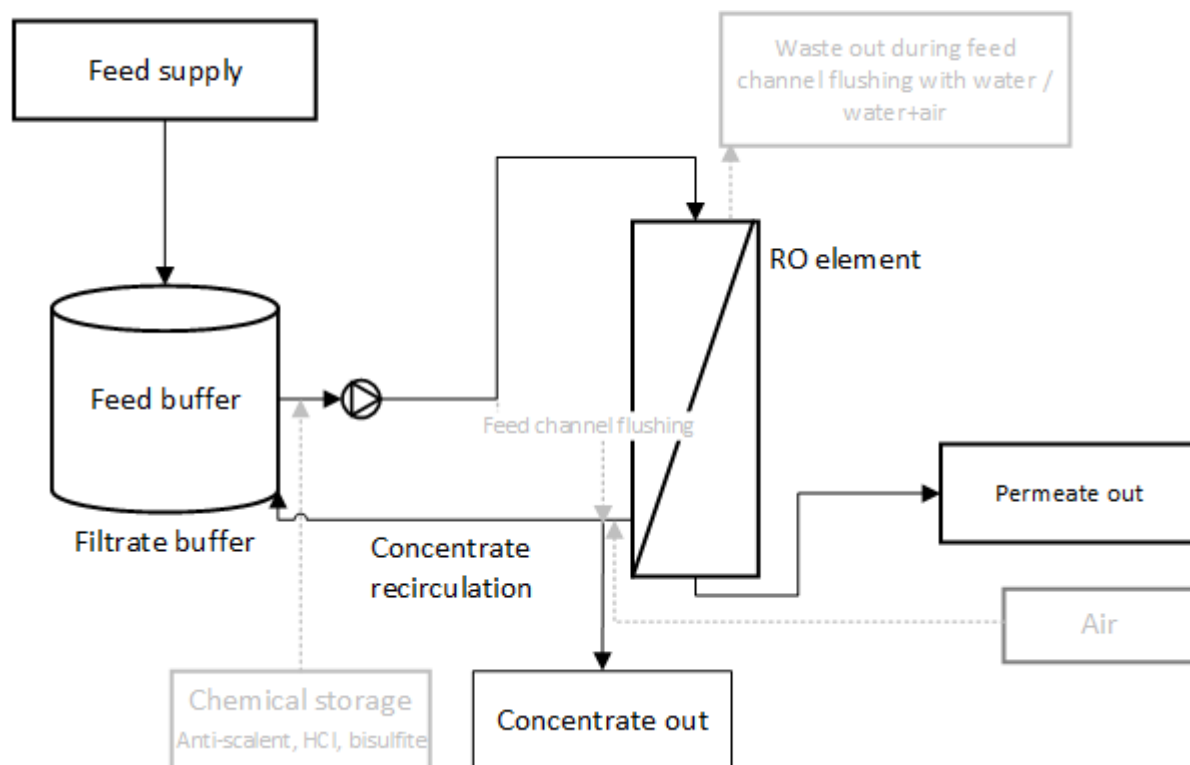 Feed supply
Waste out during feed
channel flushing with water /
water+air
RO element
Feed buffer
Feed channel flushing
Filtrate buffer
Concentrate
recirculation
Permeate out
Air
Chemical storage
Anti-scalent, HCl, bisulfite
Concentrate out